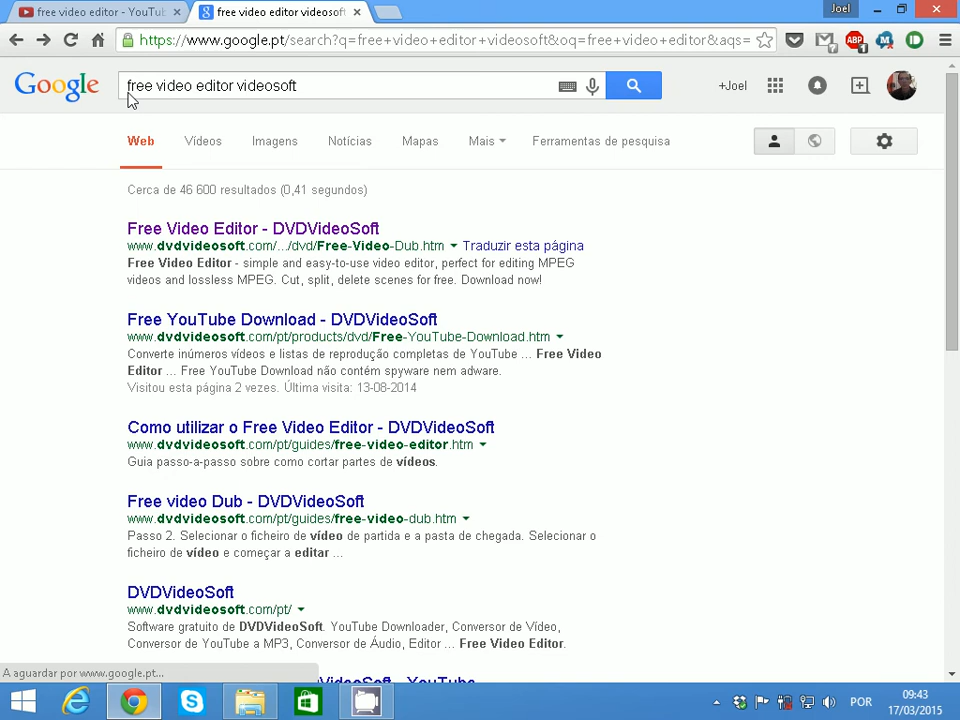 free video editor - YouTub
free video editor videosoft
Joel
https://www.google.pt/search?q=free+video+editor+videosoft&oq=free+video+editor&aqs=
Google
free video editor videosoft
+Joel
Web Vídeos Imagens Notícias Mapas Mais Ferramentas de pesquisa
Cerca de 46 600 resultados (0,41 segundos)
Free Video Editor - DVDVideoSoft
www.dvdvideosoft.com/.../dvd/Free-Video-Dub.htm Traduzir esta página
Free Video Editor - simple and easy-to-use video editor, perfect for editing MPEG
videos and lossless MPEG. Cut, split, delete scenes for free. Download now!
Free YouTube Download - DVDVideoSoft
www.dvdvideosoft.com/pt/products/dvd/Free-YouTube-Download.htm
Converte inúmeros vídeos e listas de reprodução completas de YouTube ... Free Video
Editor ... Free YouTube Download não contém spyware nem adware.
Visitou esta página 2 vezes. Última visita: 13-08-2014
Como utilizar o Free Video Editor - DVDVideoSoft
www.dvdvideosoft.com/pt/guides/free-video-editor.htm
Guia passo-a-passo sobre como cortar partes de vídeos.
Free video Dub - DVDVideoSoft
www.dvdvideosoft.com/pt/guides/free-video-dub.htm
Passo 2. Selecionar o ficheiro de vídeo de partida e a pasta de chegada. Selecionar o
ficheiro de vídeo e começar a editar ...
DVDVideoSoft
www.dvdvideosoft.com/pt/
Software gratuito de DVDVideoSoft. YouTube Downloader, Conversor de Vídeo,
Conversor de YouTube a MP3, Conversor de Áudio, Editor ... Free Video Editor.
A aguardar por www.google.pt...
POR
09:43
17/03/2015